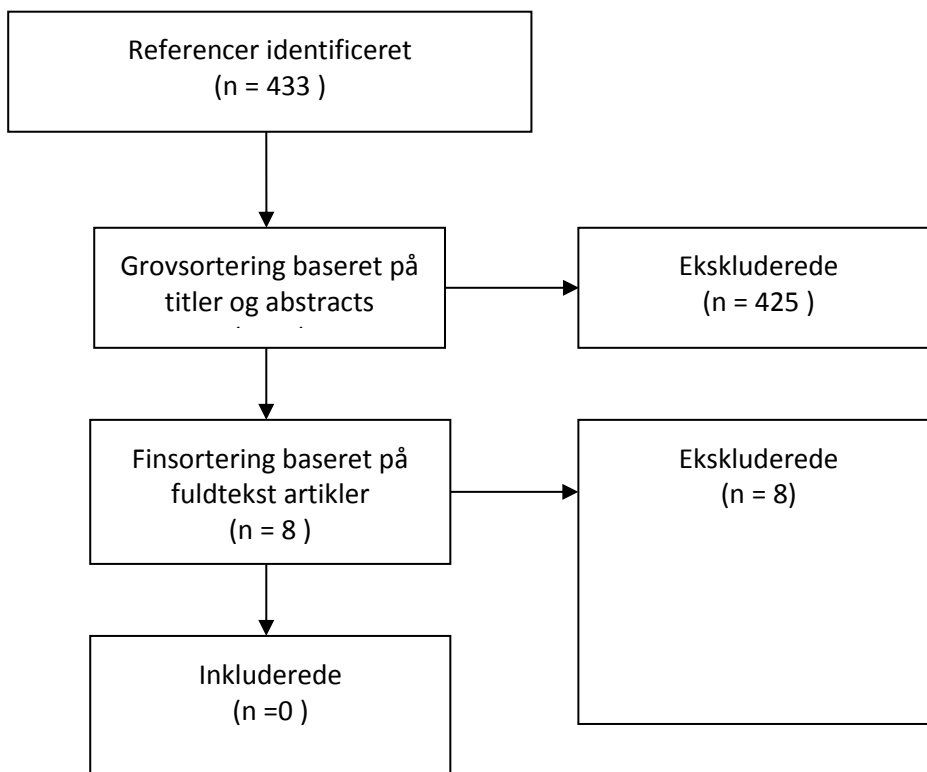 Referencer identificeret
(n = 433 )
Grovsortering baseret på
titler og abstracts
Ekskluderede
(n = 425 )
Finsortering baseret på
fuldtekst artikler
(n = 8 )
Ekskluderede
(n = 8)
Inkluderede
(n =0 )